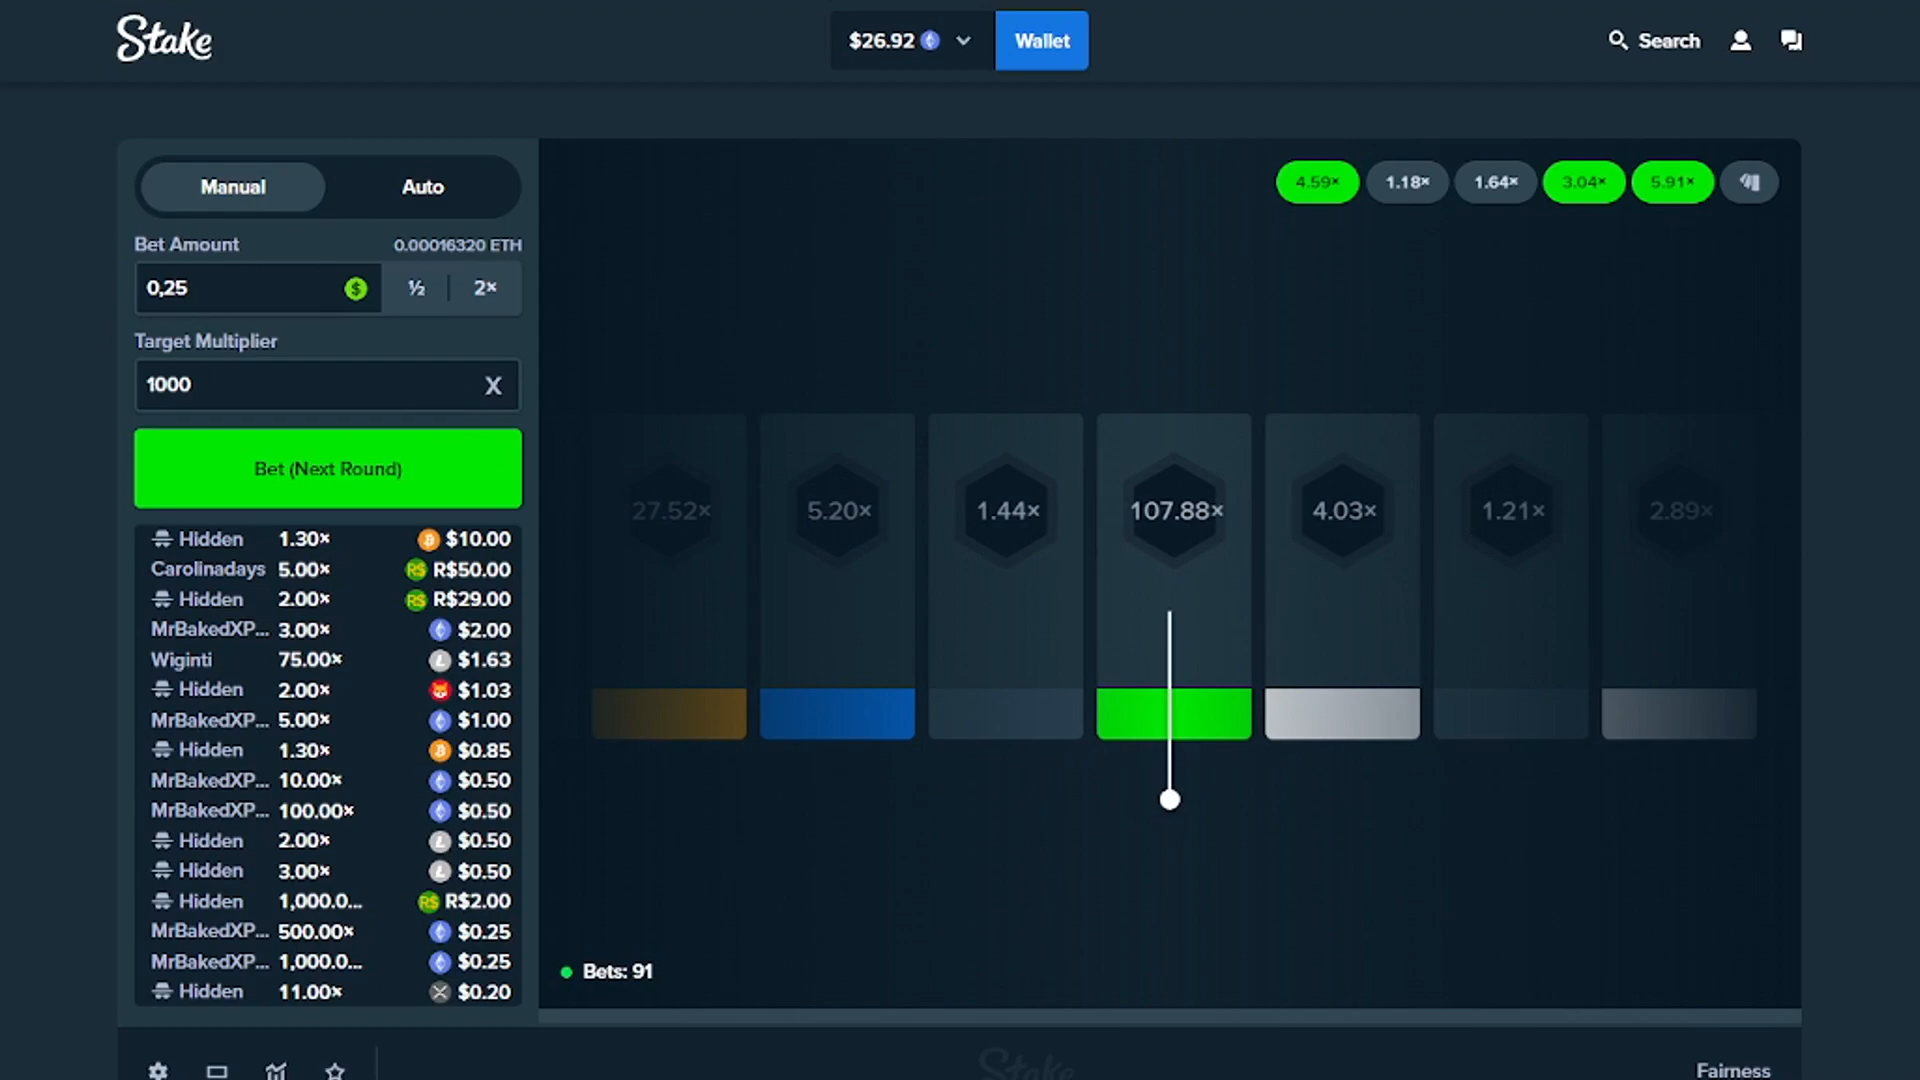 Stake
$26.92
Wallet
Search
Manual
Auto
Bet Amount
0.00016320 ETH
0,25
$
½
2×
Target Multiplier
1000
X
Bet (Next Round)
Hidden 1.30× $10.00
Carolinadays 5.00× R$ R$50.00
Hidden 2.00× R$ R$29.00
MrBakedXP... 3.00× $2.00
Wiginti 75.00× $1.63
Hidden 2.00× $1.03
MrBakedXP... 5.00× $1.00
Hidden 1.30× $0.85
MrBakedXP... 10.00× $0.50
MrBakedXP... 100.00× $0.50
Hidden 2.00× $0.50
Hidden 3.00× $0.50
Hidden 1,000.0... R$ R$2.00
MrBakedXP... 500.00× $0.25
MrBakedXP... 1,000.0... $0.25
Hidden 11.00× $0.20
4.59×
1.18×
1.64×
3.04×
5.91×
27.52×
5.20×
1.44×
107.88×
4.03×
1.21×
2.89×
Bets: 91
Stake
Fairness